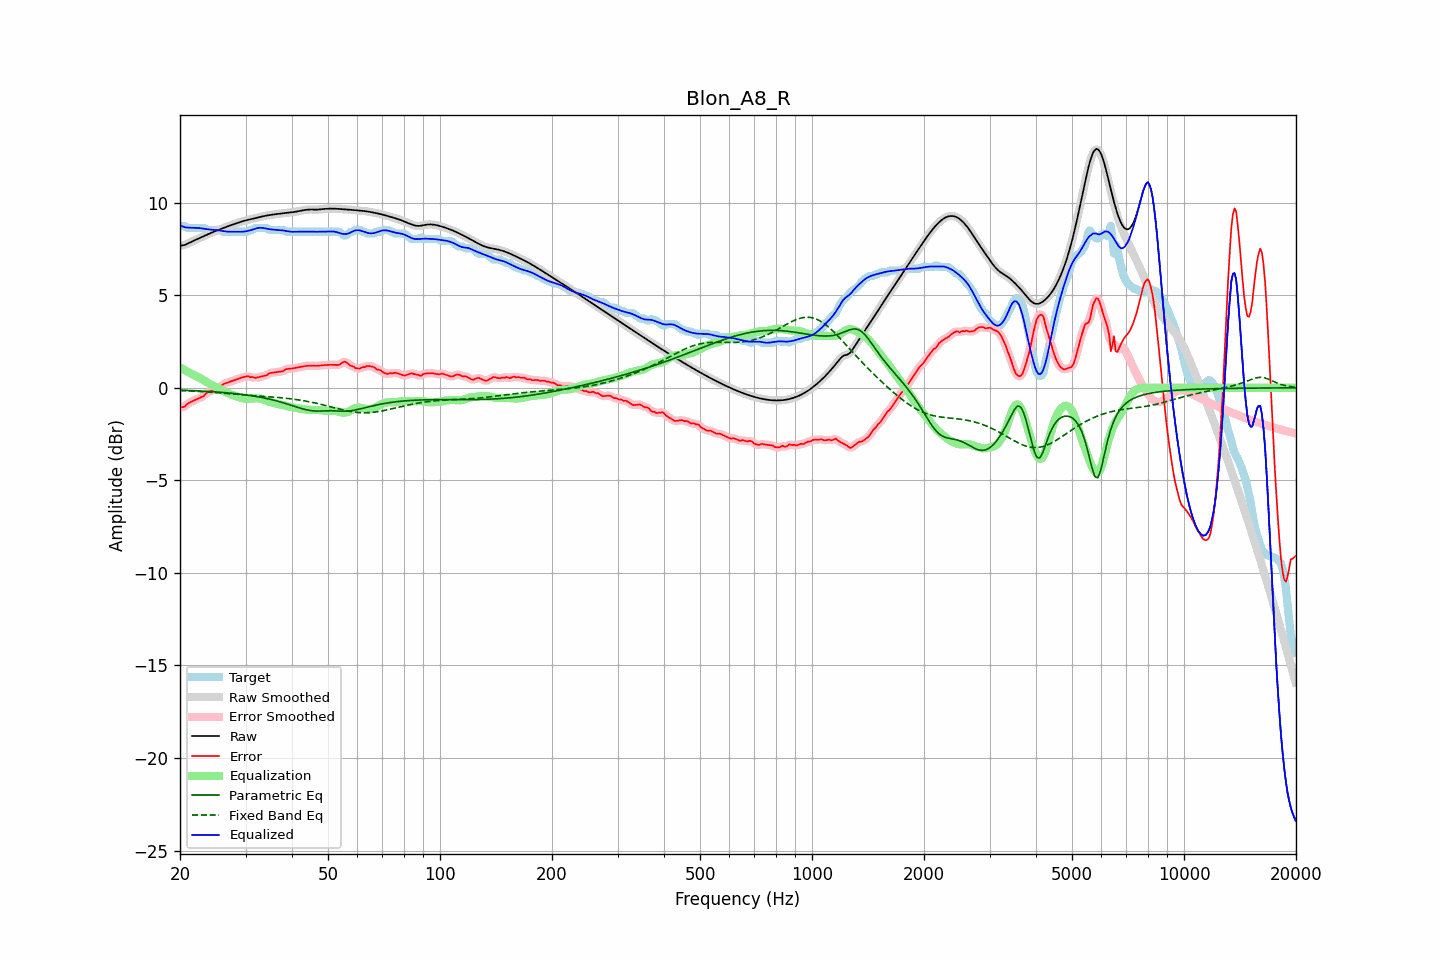 Blon_A8_R
10
5
0
−5
−10
−15
−20
−25
Amplitude (dBr)
Target
Raw Smoothed
Error Smoothed
Raw
Error
Equalization
Parametric Eq
Fixed Band Eq
Equalized
20 50 100 200 500 1000 2000 5000 10000 20000
Frequency (Hz)